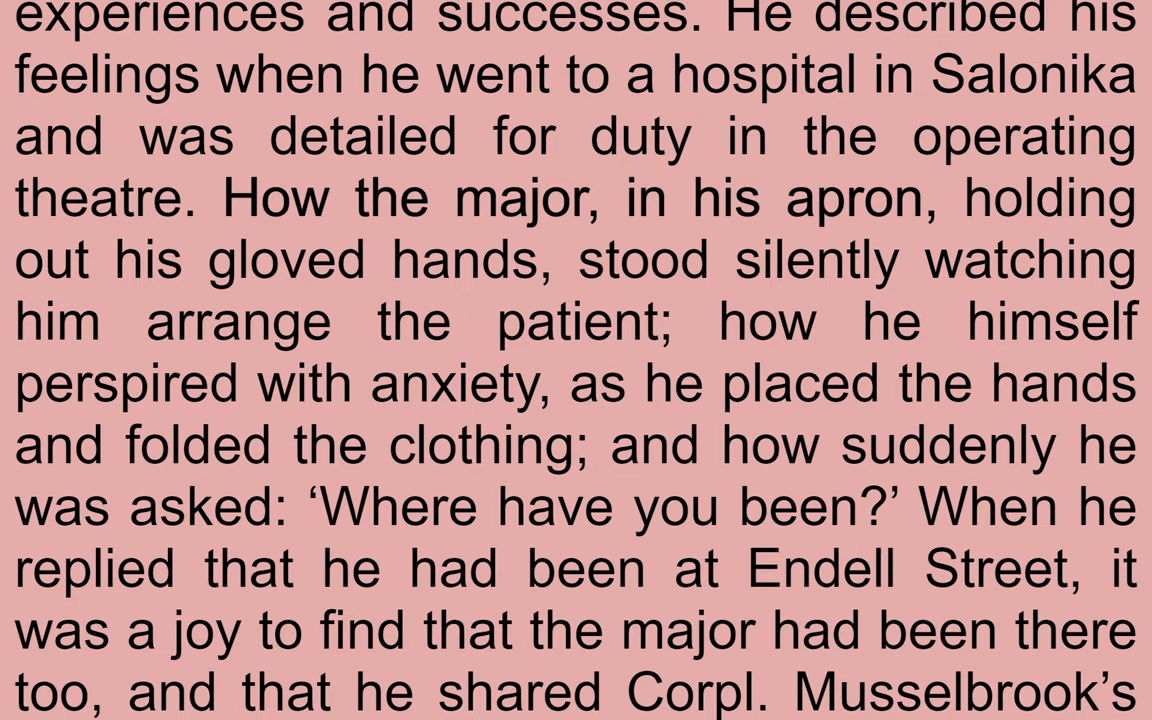 experiences and successes. He described his
feelings when he went to a hospital in Salonika
and was detailed for duty in the operating
theatre. How the major, in his apron, holding
out his gloved hands, stood silently watching
him arrange the patient; how he himself
perspired with anxiety, as he placed the hands
and folded the clothing; and how suddenly he
was asked: ‘Where have you been?’ When he
replied that he had been at Endell Street, it
was a joy to find that the major had been there
too, and that he shared Corpl. Musselbrook’s